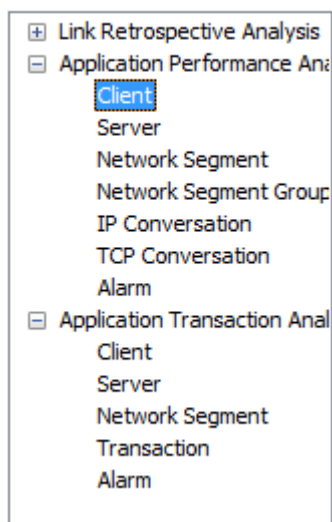 Link Retrospective Analysis
Application Performance Ana
Client
Server
Network Segment
Network Segment Group
IP Conversation
TCP Conversation
Alarm
Application Transaction Anal
Client
Server
Network Segment
Transaction
Alarm